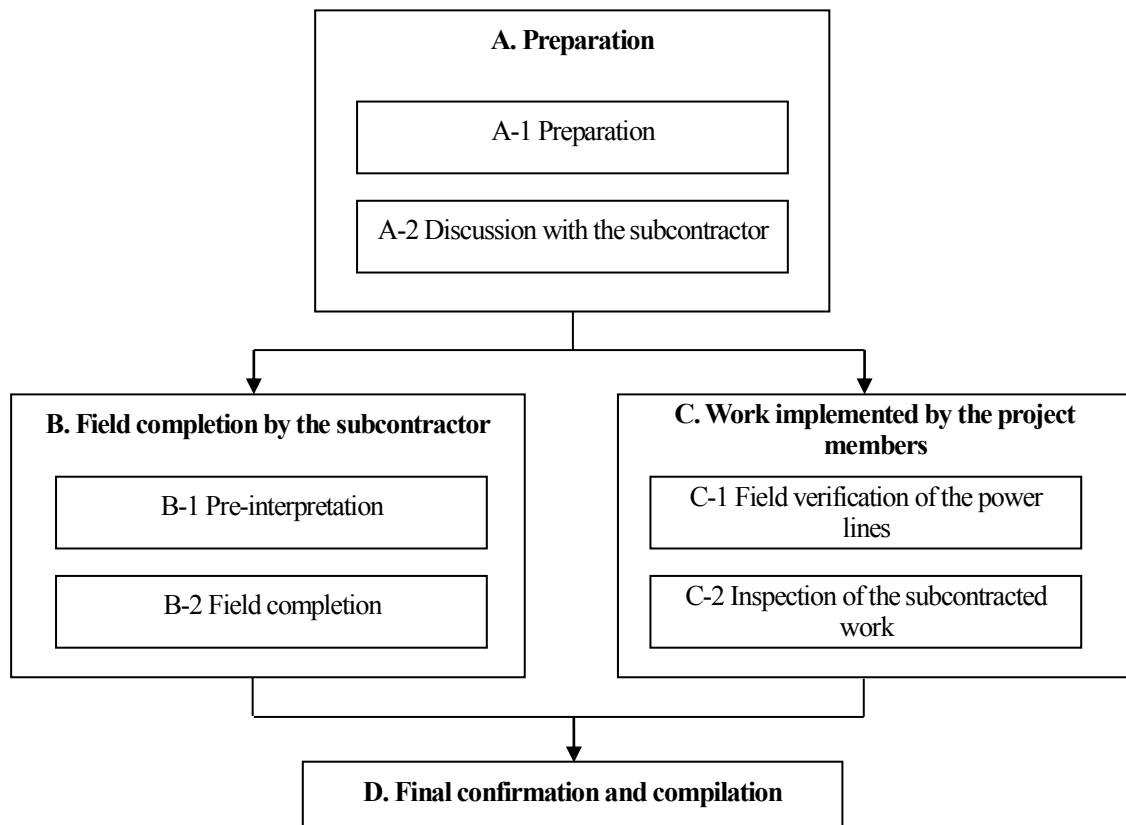 A. Preparation
A-1 Preparation
A-2 Discussion with the subcontractor
B. Field completion by the subcontractor
B-1 Pre-interpretation
B-2 Field completion
C. Work implemented by the project
members
C-1 Field verification of the power
lines
C-2 Inspection of the subcontracted
work
D. Final confirmation and compilation